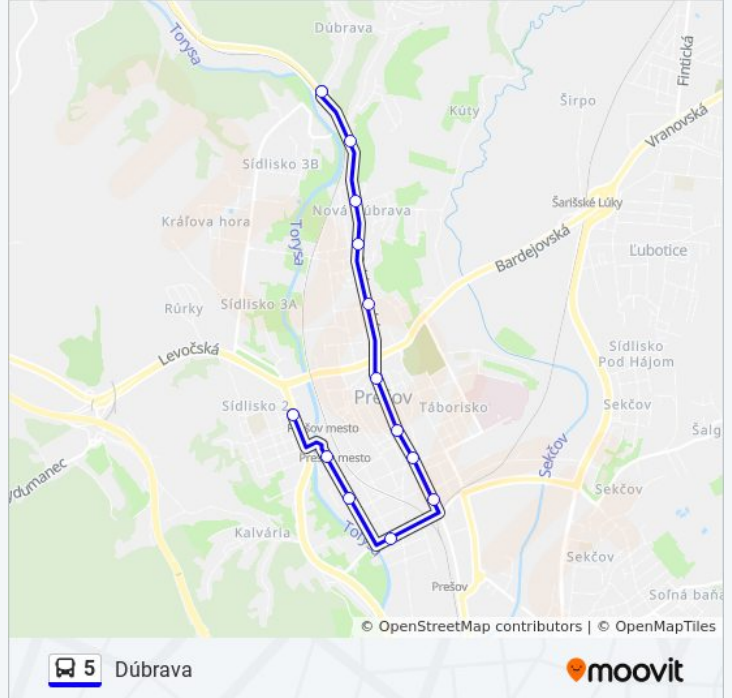 Dúbrava
Torysa
Fintická
Kúty
Širpo
Vranovská
Sídlisko 3B
Šarišské Lúky
Nová Dúbrava
Kráľova hora
Torysa
Bardejovská
Ľubotice
Rúrky
Sídlisko 3A
Levočská
Sídlisko
Pod Hájom
Sídlisko 2
Prešov
Táborisko
Sekčov
Prešov mesto
Šalg
Prešov mesto
Sekčov
ydumanec
Sekčov
Kalvária
Torysa
Sekčov
Prešov
Soľná baňa
© OpenStreetMap contributors | © OpenMapTiles
5 Dúbrava
moovit